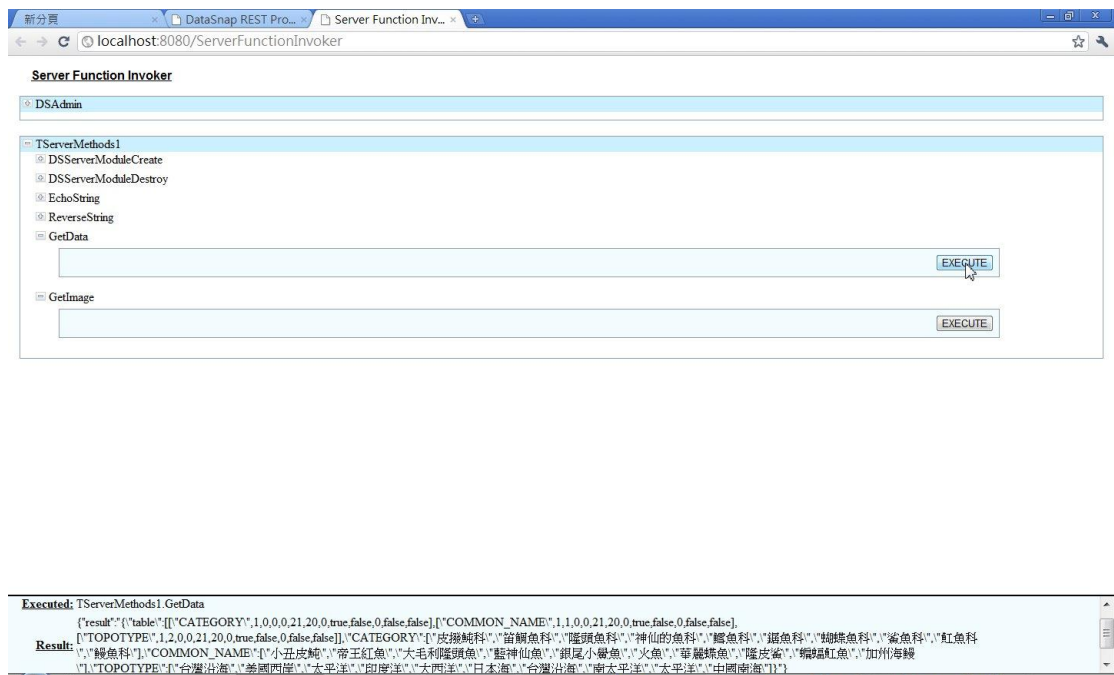 新分頁
DataSnap REST Pro...
Server Function Inv...
localhost:8080/ServerFunctionInvoker
Server Function Invoker
DSAdmin
TServerMethods1
DSServerModuleCreate
DSServerModuleDestroy
EchoString
ReverseString
GetData
EXECUTE
GetImage
EXECUTE
Executed: TServerMethods1.GetData
{"result":"{\"table\":[[\"CATEGORY\",1,0,0,0,21,20,0,true,false,0,false,false],[\"COMMON_NAME\",1,1,0,0,21,20,0,true,false,0,false,false],
[\"TOPOTYPE\",1,2,0,0,21,20,0,true,false,0,false,false]],\"CATEGORY\":[\"皮撥魨科\",\"笛鯛魚科\",\"隆頭魚科\",\"神仙的魚科\",\"鱈魚科\",\"鋸魚科\",\"蝴蝶魚科\",\"鯊魚科\",\"魟魚科
Result:
\",\"鰻魚科\"],\"COMMON_NAME\":[\"小丑皮魨\",\"帝王紅魚\",\"大毛利隆頭魚\",\"藍神仙魚\",\"銀尾小鱟魚\",\"火魚\",\"華麗蝶魚\",\"隆皮鯊\",\"蝙蝠魟魚\",\"加州海鰻
\"],\"TOPOTYPE\":[\"台灣沿海\",\"美國西岸\",\"太平洋\",\"印度洋\",\"大西洋\",\"日本海\",\"台灣沿海\",\"南太平洋\",\"太平洋\",\"中國南海\"]}"}